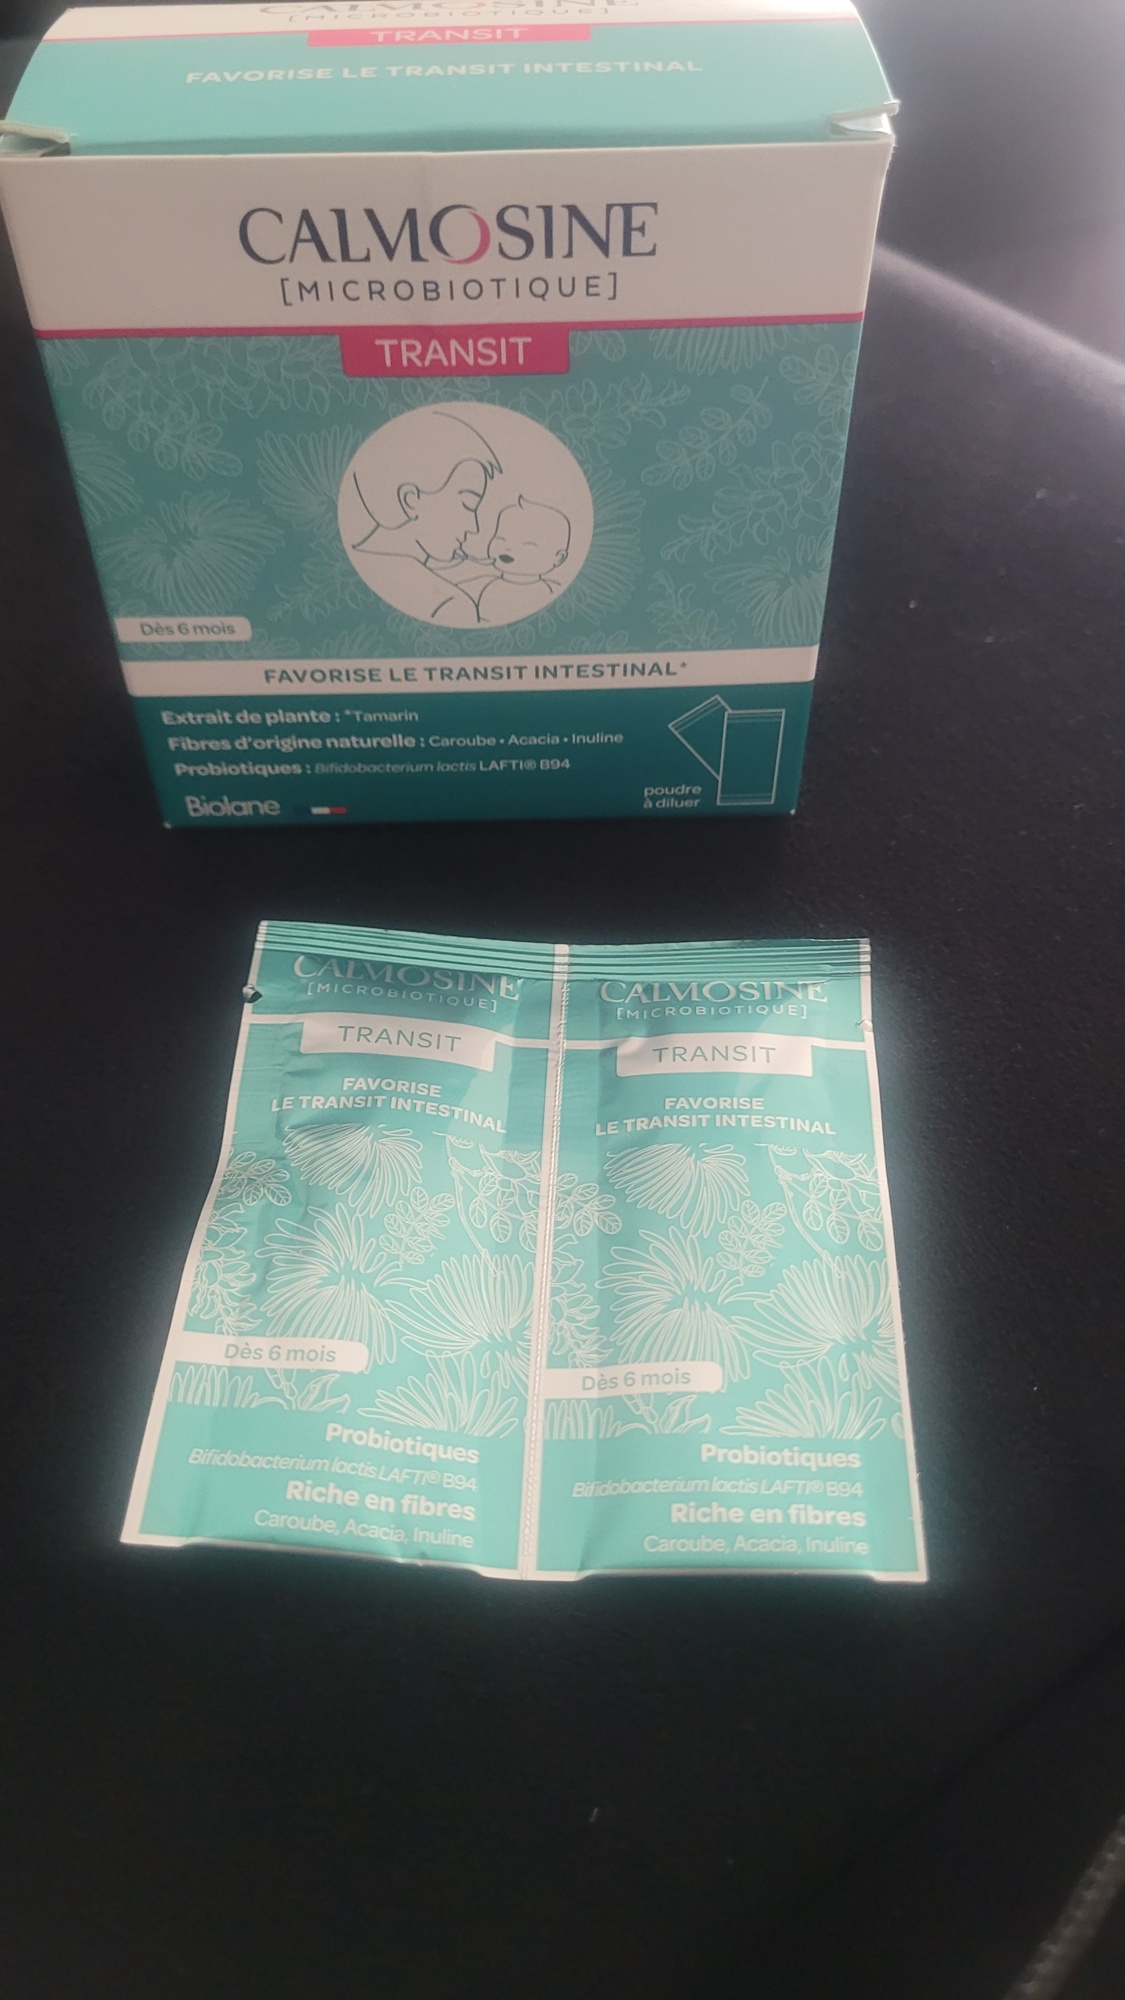 CALMOSINE
[MICROBIOTIQUE]
TRANSIT
FAVORISE LE TRANSIT INTESTINAL
CALMOSINE
[MICROBIOTIQUE]
TRANSIT
Dès 6 mois
FAVORISE LE TRANSIT INTESTINAL*
Extrait de plante : *Tamarin
Fibres d'origine naturelle : Caroube • Acacia • Inuline
Probiotiques : Bifidobacterium lactis LAFTI® B94
Biolane
poudre
à diluer
CALMOSINE
[MICROBIOTIQUE]
TRANSIT
FAVORISE
LE TRANSIT INTESTINAL
Dès 6 mois
Probiotiques
Bifidobacterium lactis LAFTI® B94
Riche en fibres
Caroube, Acacia, Inuline
CALMOSINE
[MICROBIOTIQUE]
TRANSIT
FAVORISE
LE TRANSIT INTESTINAL
Dès 6 mois
Probiotiques
Bifidobacterium lactis LAFTI® B94
Riche en fibres
Caroube, Acacia, Inuline